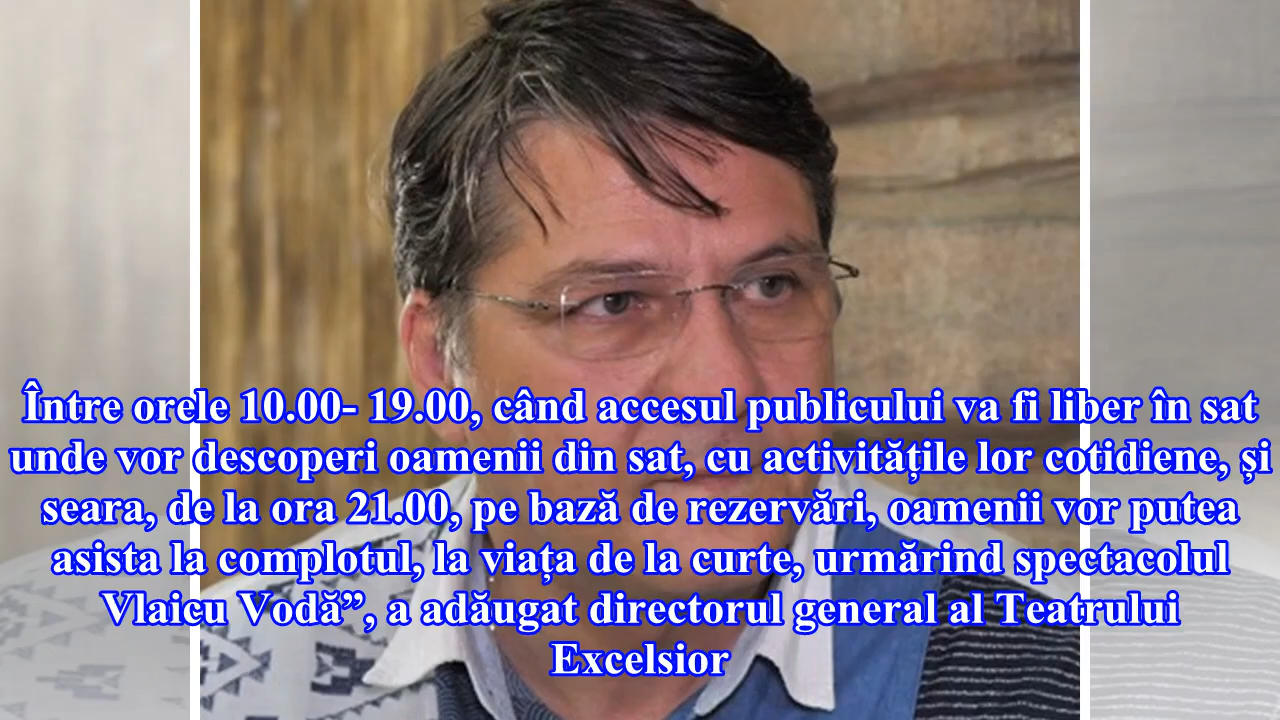 Între orele 10.00- 19.00, când accesul publicului va fi liber în sat
unde vor descoperi oamenii din sat, cu activitățile lor cotidiene, și
seara, de la ora 21.00, pe bază de rezervări, oamenii vor putea
asista la complotul, la viața de la curte, urmărind spectacolul
Vlaicu Vodă”, a adăugat directorul general al Teatrului
Excelsior